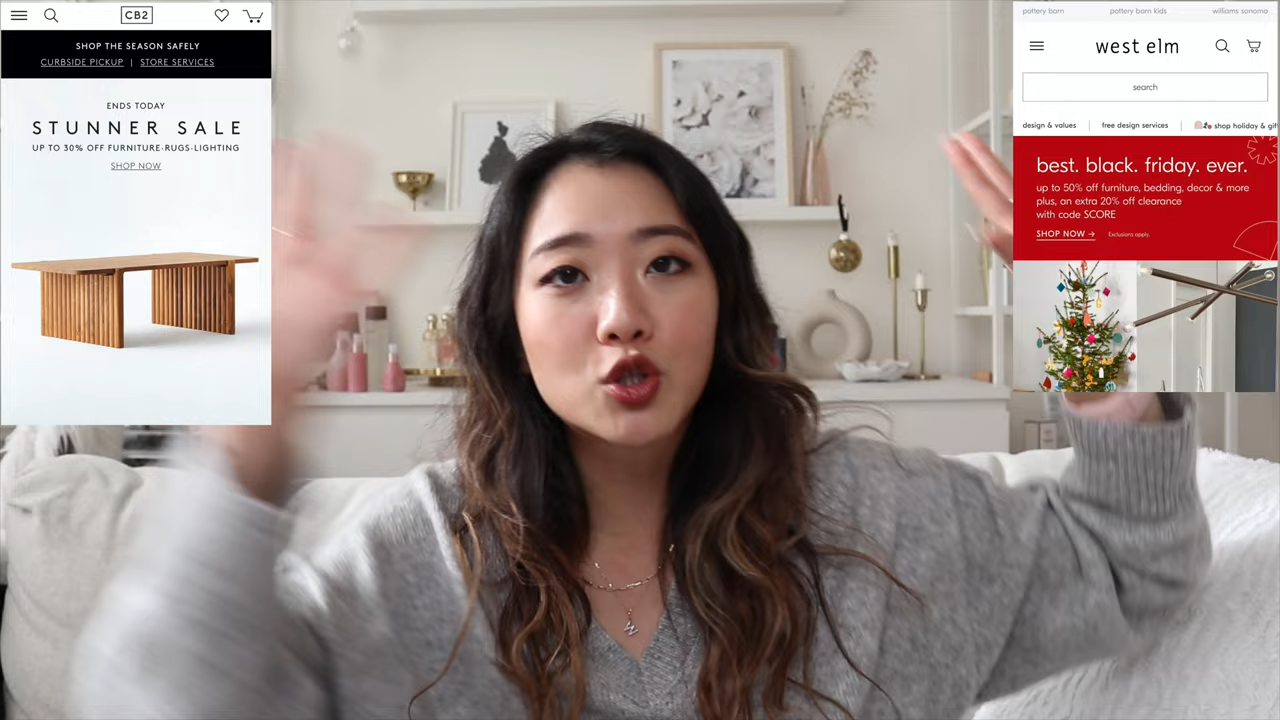 CB2
SHOP THE SEASON SAFELY
CURBSIDE PICKUP | STORE SERVICES
ENDS TODAY
STUNNER SALE
UP TO 30% OFF FURNITURE·RUGS·LIGHTING
SHOP NOW
pottery barn pottery barn kids williams sonoma
west elm
search
design & values | free design services | shop holiday & gif
best. black. friday. ever.
up to 50% off furniture, bedding, decor & more
plus, an extra 20% off clearance
with code SCORE
SHOP NOW → Exclusions apply.